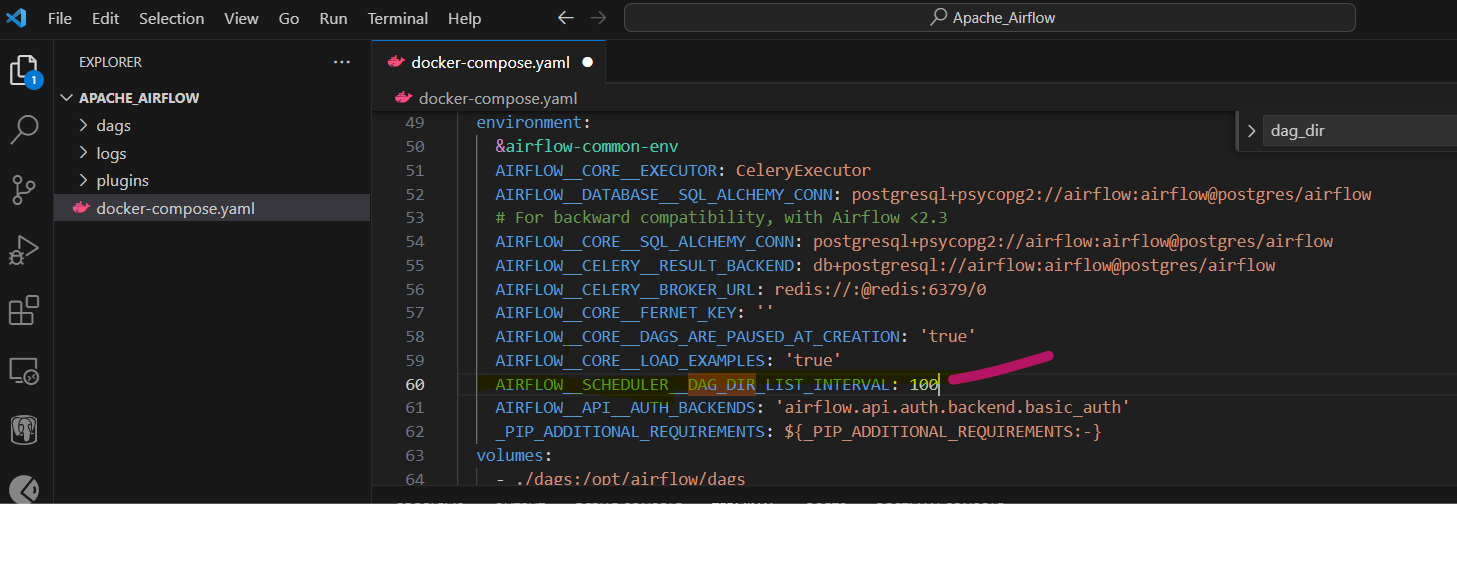 File Edit Selection View Go Run Terminal Help
Apache_Airflow
EXPLORER
docker-compose.yaml
1
APACHE_AIRFLOW
docker-compose.yaml
dags
logs
plugins
docker-compose.yaml
dag_dir
49 environment:
50 &airflow-common-env
51 AIRFLOW__CORE__EXECUTOR: CeleryExecutor
52 AIRFLOW__DATABASE__SQL_ALCHEMY_CONN: postgresql+psycopg2://airflow:airflow@postgres/airflow
53 # For backward compatibility, with Airflow <2.3
54 AIRFLOW__CORE__SQL_ALCHEMY_CONN: postgresql+psycopg2://airflow:airflow@postgres/airflow
55 AIRFLOW__CELERY__RESULT_BACKEND: db+postgresql://airflow:airflow@postgres/airflow
56 AIRFLOW__CELERY__BROKER_URL: redis://:@redis:6379/0
57 AIRFLOW__CORE__FERNET_KEY: ''
58 AIRFLOW__CORE__DAGS_ARE_PAUSED_AT_CREATION: 'true'
59 AIRFLOW__CORE__LOAD_EXAMPLES: 'true'
60 AIRFLOW__SCHEDULER__DAG_DIR_LIST_INTERVAL: 100
61 AIRFLOW__API__AUTH_BACKENDS: 'airflow.api.auth.backend.basic_auth'
62 _PIP_ADDITIONAL_REQUIREMENTS: ${_PIP_ADDITIONAL_REQUIREMENTS:-}
63 volumes:
64 - ./dags:/opt/airflow/dags